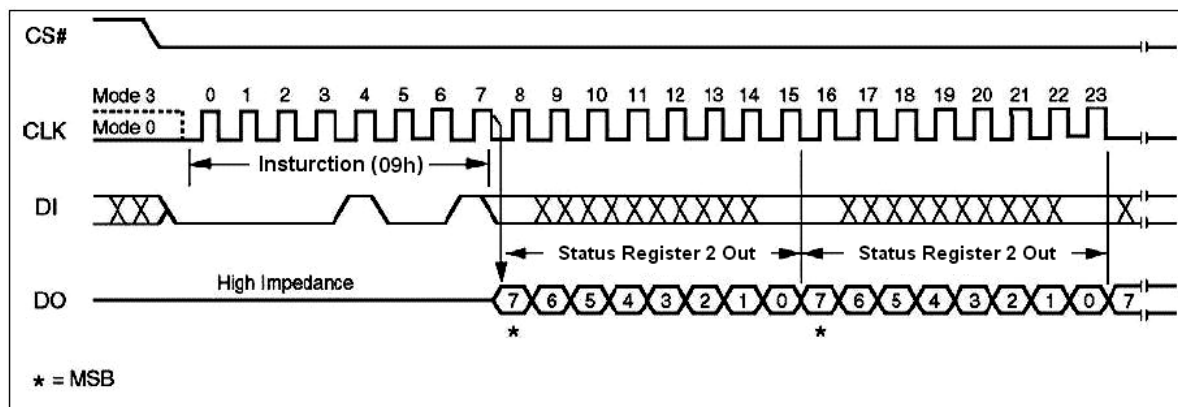 CS#
Mode 3 0 1 2 3 4 5 6 7 8 9 10 11 12 13 14 15 16 17 18 19 20 21 22 23
CLK Mode 0
Insturction (09h)
DI
Status Register 2 Out Status Register 2 Out
High Impedance
DO 7 6 5 4 3 2 1 0 7 6 5 4 3 2 1 0 7
* *
* = MSB